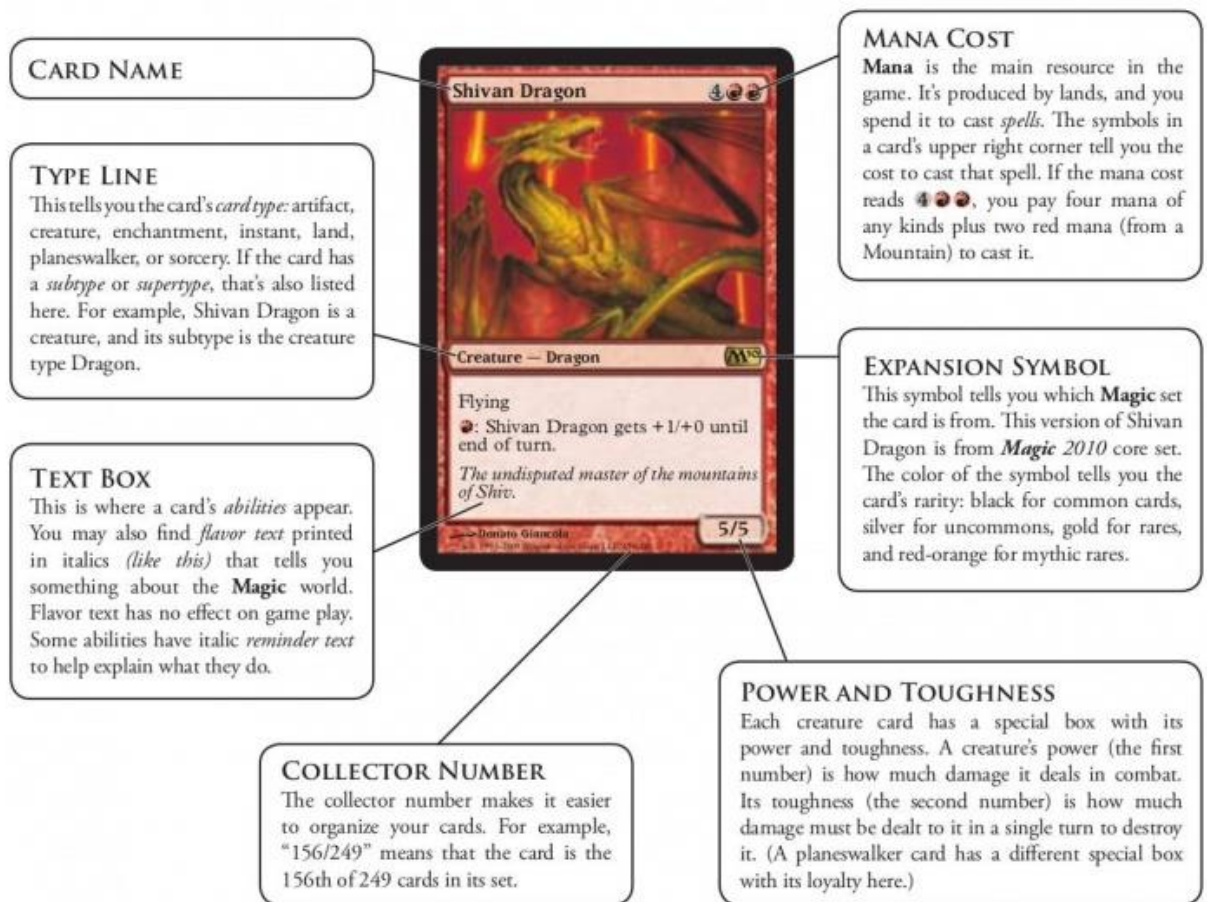 CARD NAME
TYPE LINE
This tells you the card's card type: artifact,
creature, enchantment, instant, land,
planeswalker, or sorcery. If the card has
a subtype or supertype, that's also listed
here. For example, Shivan Dragon is a
creature, and its subtype is the creature
type Dragon.
TEXT BOX
This is where a card's abilities appear.
You may also find flavor text printed
in italics (like this) that tells you
something about the Magic world.
Flavor text has no effect on game play.
Some abilities have italic reminder text
to help explain what they do.
Shivan Dragon 4
Creature — Dragon M10
Flying
: Shivan Dragon gets +1/+0 until
end of turn.
The undisputed master of the mountains
of Shiv.
Donato Giancola
5/5
MANA COST
Mana is the main resource in the
game. It's produced by lands, and you
spend it to cast spells. The symbols in
a card's upper right corner tell you the
cost to cast that spell. If the mana cost
reads 4, you pay four mana of
any kinds plus two red mana (from a
Mountain) to cast it.
EXPANSION SYMBOL
This symbol tells you which Magic set
the card is from. This version of Shivan
Dragon is from Magic 2010 core set.
The color of the symbol tells you the
card's rarity: black for common cards,
silver for uncommons, gold for rares,
and red-orange for mythic rares.
COLLECTOR NUMBER
The collector number makes it easier
to organize your cards. For example,
"156/249" means that the card is the
156th of 249 cards in its set.
POWER AND TOUGHNESS
Each creature card has a special box with its
power and toughness. A creature's power (the first
number) is how much damage it deals in combat.
Its toughness (the second number) is how much
damage must be dealt to it in a single turn to destroy
it. (A planeswalker card has a different special box
with its loyalty here.)